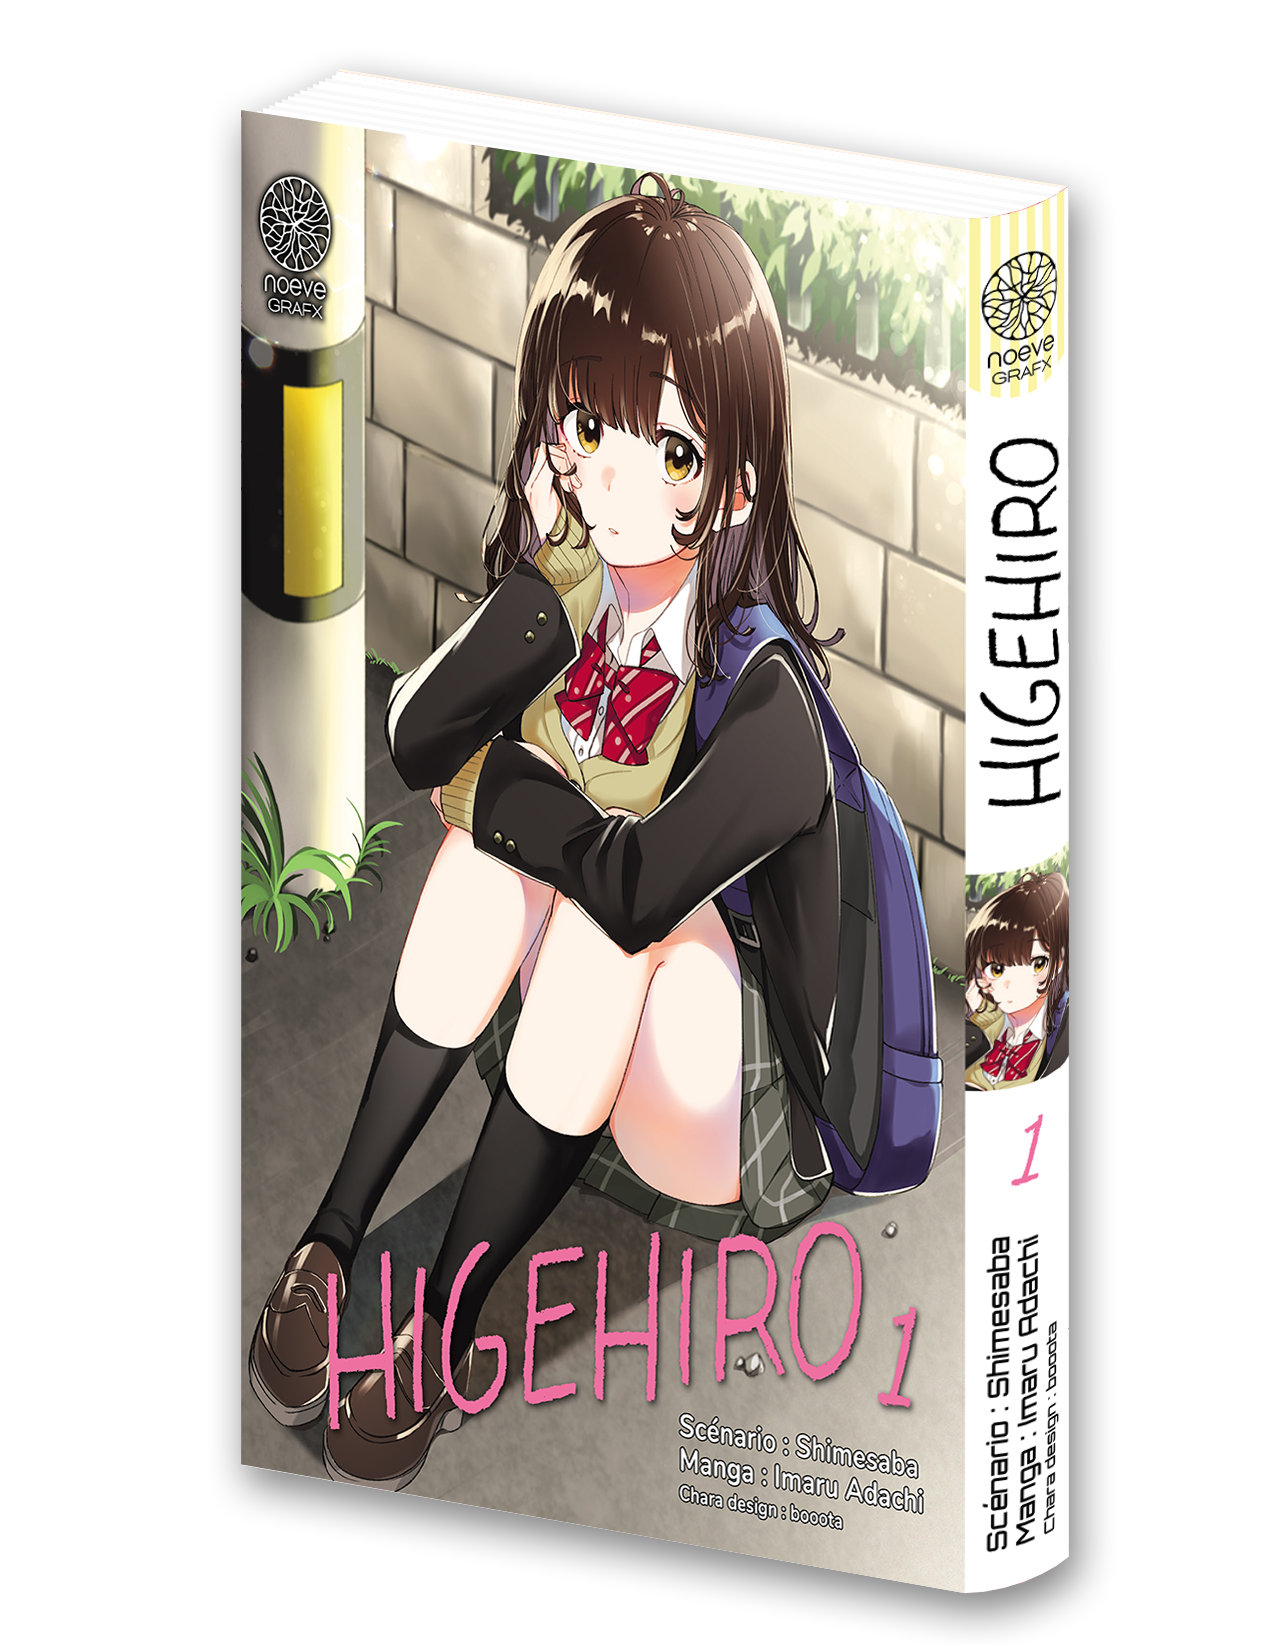 noeve
GRAFX
HIGEHIRO 1
Scénario : Shimesaba
Manga : Imaru Adachi
Chara design : booota
noeve
GRAFX
HIGEHIRO
1
Scénario : Shimesaba
Manga : Imaru Adachi
Chara design : booota